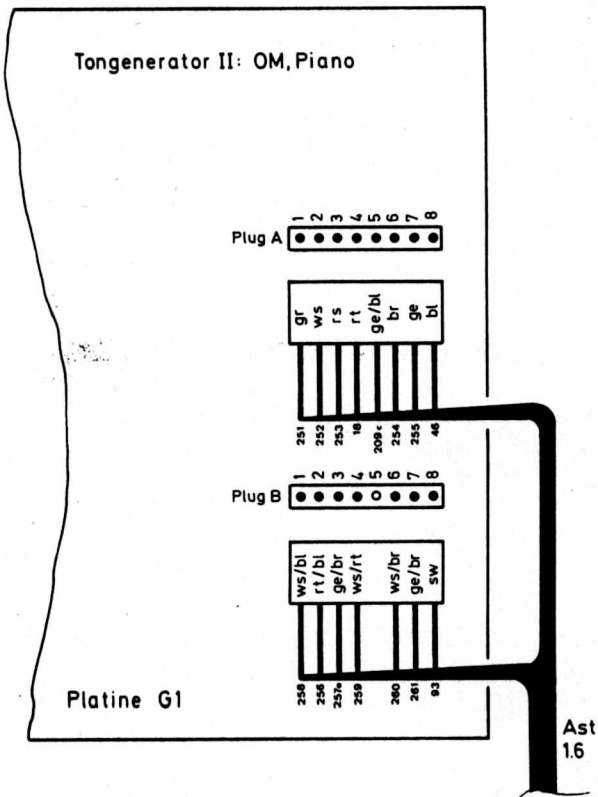 Tongenerator II: OM, Piano
1 2 3 4 5 6 7 8
Plug A
gr ws rs rt ge/bl br ge bl
251 252 253 18 209c 254 255 46
1 2 3 4 5 6 7 8
Plug B
ws/bl rt/bl ge/br ws/rt ws/br ge/br sw
258 256 257a 259 260 261 93
Platine G1
Ast
1.6